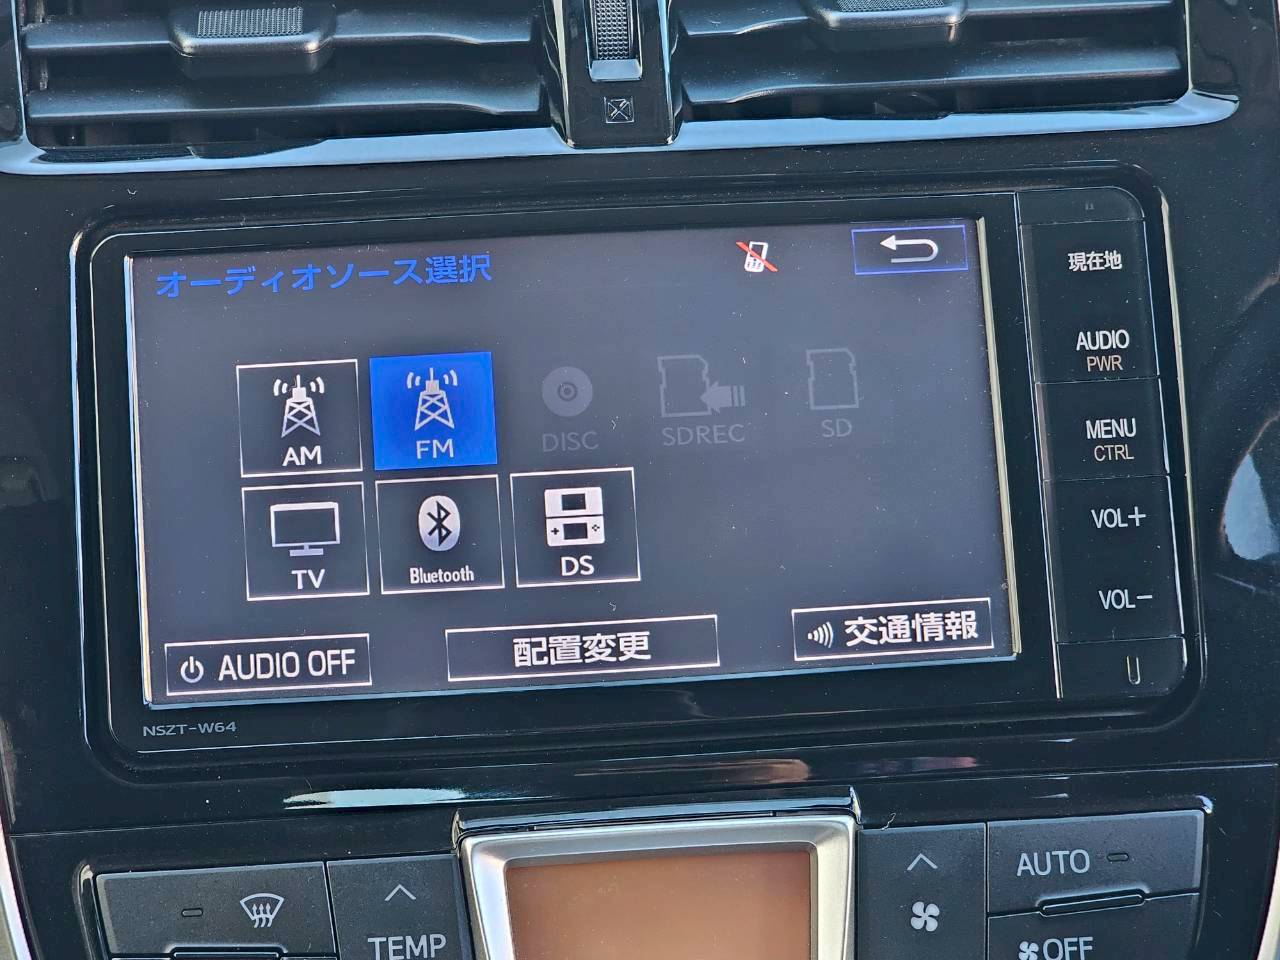 オーディオソース選択
現在地
AUDIO
PWR
AM
FM
DISC
SDREC
SD
MENU
CTRL
TV
Bluetooth
DS
VOL+
VOL-
AUDIO OFF
配置変更
交通情報
NSZT-W64
TEMP
AUTO
OFF